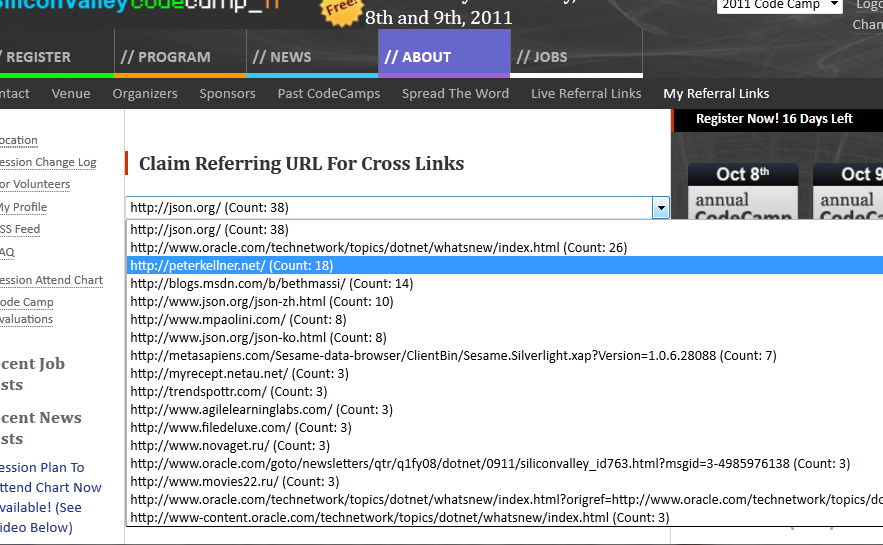 siliconvalleycodecamp_11
Free!
8th and 9th, 2011
2011 Code Camp
// REGISTER
// PROGRAM
// NEWS
// ABOUT
// JOBS
ntact
Venue
Organizers
Sponsors
Past CodeCamps
Spread The Word
Live Referral Links
My Referral Links
Register Now! 16 Days Left
ocation
ession Change Log
or Volunteers
My Profile
SS Feed
AQ
ession Attend Chart
ode Camp
valuations
cent Job
sts
cent News
sts
ession Plan To
ttend Chart Now
vailable! (See
ideo Below)
Claim Referring URL For Cross Links
http://json.org/ (Count: 38)
http://json.org/ (Count: 38)
http://www.oracle.com/technetwork/topics/dotnet/whatsnew/index.html (Count: 26)
http://peterkellner.net/ (Count: 18)
http://blogs.msdn.com/b/bethmassi/ (Count: 14)
http://www.json.org/json-zh.html (Count: 10)
http://www.mpaolini.com/ (Count: 8)
http://www.json.org/json-ko.html (Count: 8)
http://metasapiens.com/Sesame-data-browser/ClientBin/Sesame.Silverlight.xap?Version=1.0.6.28088 (Count: 7)
http://myrecept.netau.net/ (Count: 3)
http://trendspottr.com/ (Count: 3)
http://www.agilelearninglabs.com/ (Count: 3)
http://www.filedeluxe.com/ (Count: 3)
http://www.novaget.ru/ (Count: 3)
http://www.oracle.com/goto/newsletters/qtr/q1fy08/dotnet/0911/siliconvalley_id763.html?msgid=3-4985976138 (Count: 3)
http://www.movies22.ru/ (Count: 3)
http://www.oracle.com/technetwork/topics/dotnet/whatsnew/index.html?origref=http://www.oracle.com/technetwork/topics/do
http://www-content.oracle.com/technetwork/topics/dotnet/whatsnew/index.html (Count: 3)
Oct 8th
annual
CodeCamp
Oct 9
annual